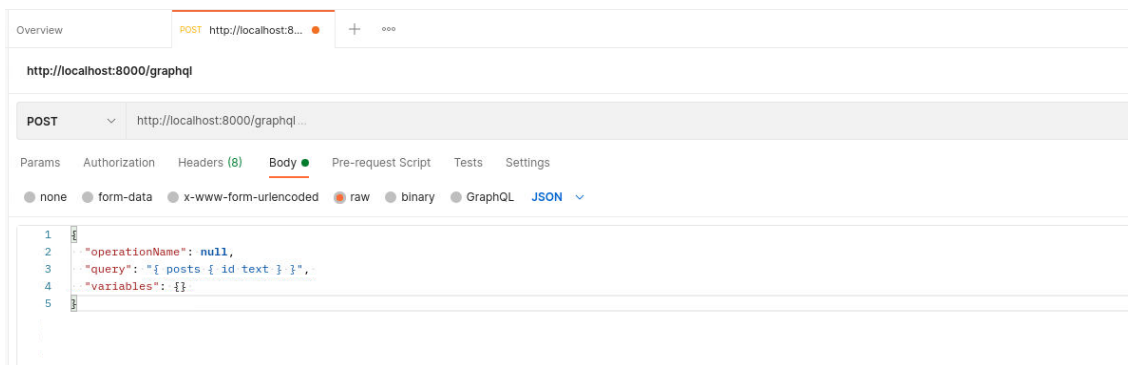 Overview
POST http://localhost:8...
http://localhost:8000/graphql
POST http://localhost:8000/graphql...
Params Authorization Headers (8) Body Pre-request Script Tests Settings
none form-data x-www-form-urlencoded raw binary GraphQL JSON
1 {
2 "operationName": null,
3 "query": "{ posts { id text } }",
4 "variables": {}
5 }